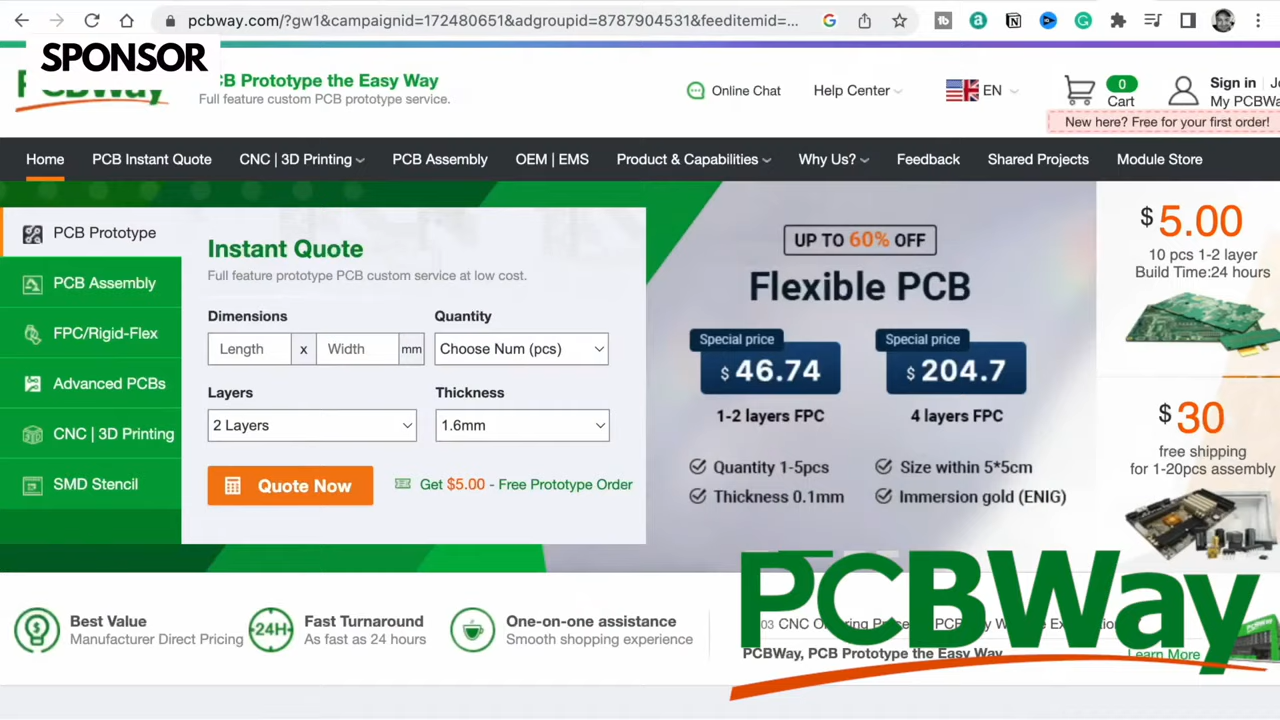 pcbway.com/?gw1&campaignid=172480651&adgroupid=8787904531&feeditemid=...
SPONSOR
PCBWay
PCB Prototype the Easy Way
Full feature custom PCB prototype service.
Online Chat
Help Center
EN
0
Cart
Sign in
My PCBWa
New here? Free for your first order!
Home
PCB Instant Quote
CNC | 3D Printing
PCB Assembly
OEM | EMS
Product & Capabilities
Why Us?
Feedback
Shared Projects
Module Store
PCB Prototype
PCB Assembly
FPC/Rigid-Flex
Advanced PCBs
CNC | 3D Printing
SMD Stencil
Instant Quote
Full feature prototype PCB custom service at low cost.
Dimensions
Quantity
Length x Width mm
Choose Num (pcs)
Layers
Thickness
2 Layers
1.6mm
Quote Now
Get $5.00 - Free Prototype Order
UP TO 60% OFF
Flexible PCB
Special price
$ 46.74
1-2 layers FPC
Special price
$ 204.7
4 layers FPC
Quantity 1-5pcs
Size within 5*5cm
Thickness 0.1mm
Immersion gold (ENIG)
$ 5.00
10 pcs 1-2 layer
Build Time:24 hours
$ 30
free shipping
for 1-20pcs assembly
Best Value
Manufacturer Direct Pricing
24H
Fast Turnaround
As fast as 24 hours
One-on-one assistance
Smooth shopping experience
PCBWay, PCB Prototype the Easy Way
Learn More
PCBWay